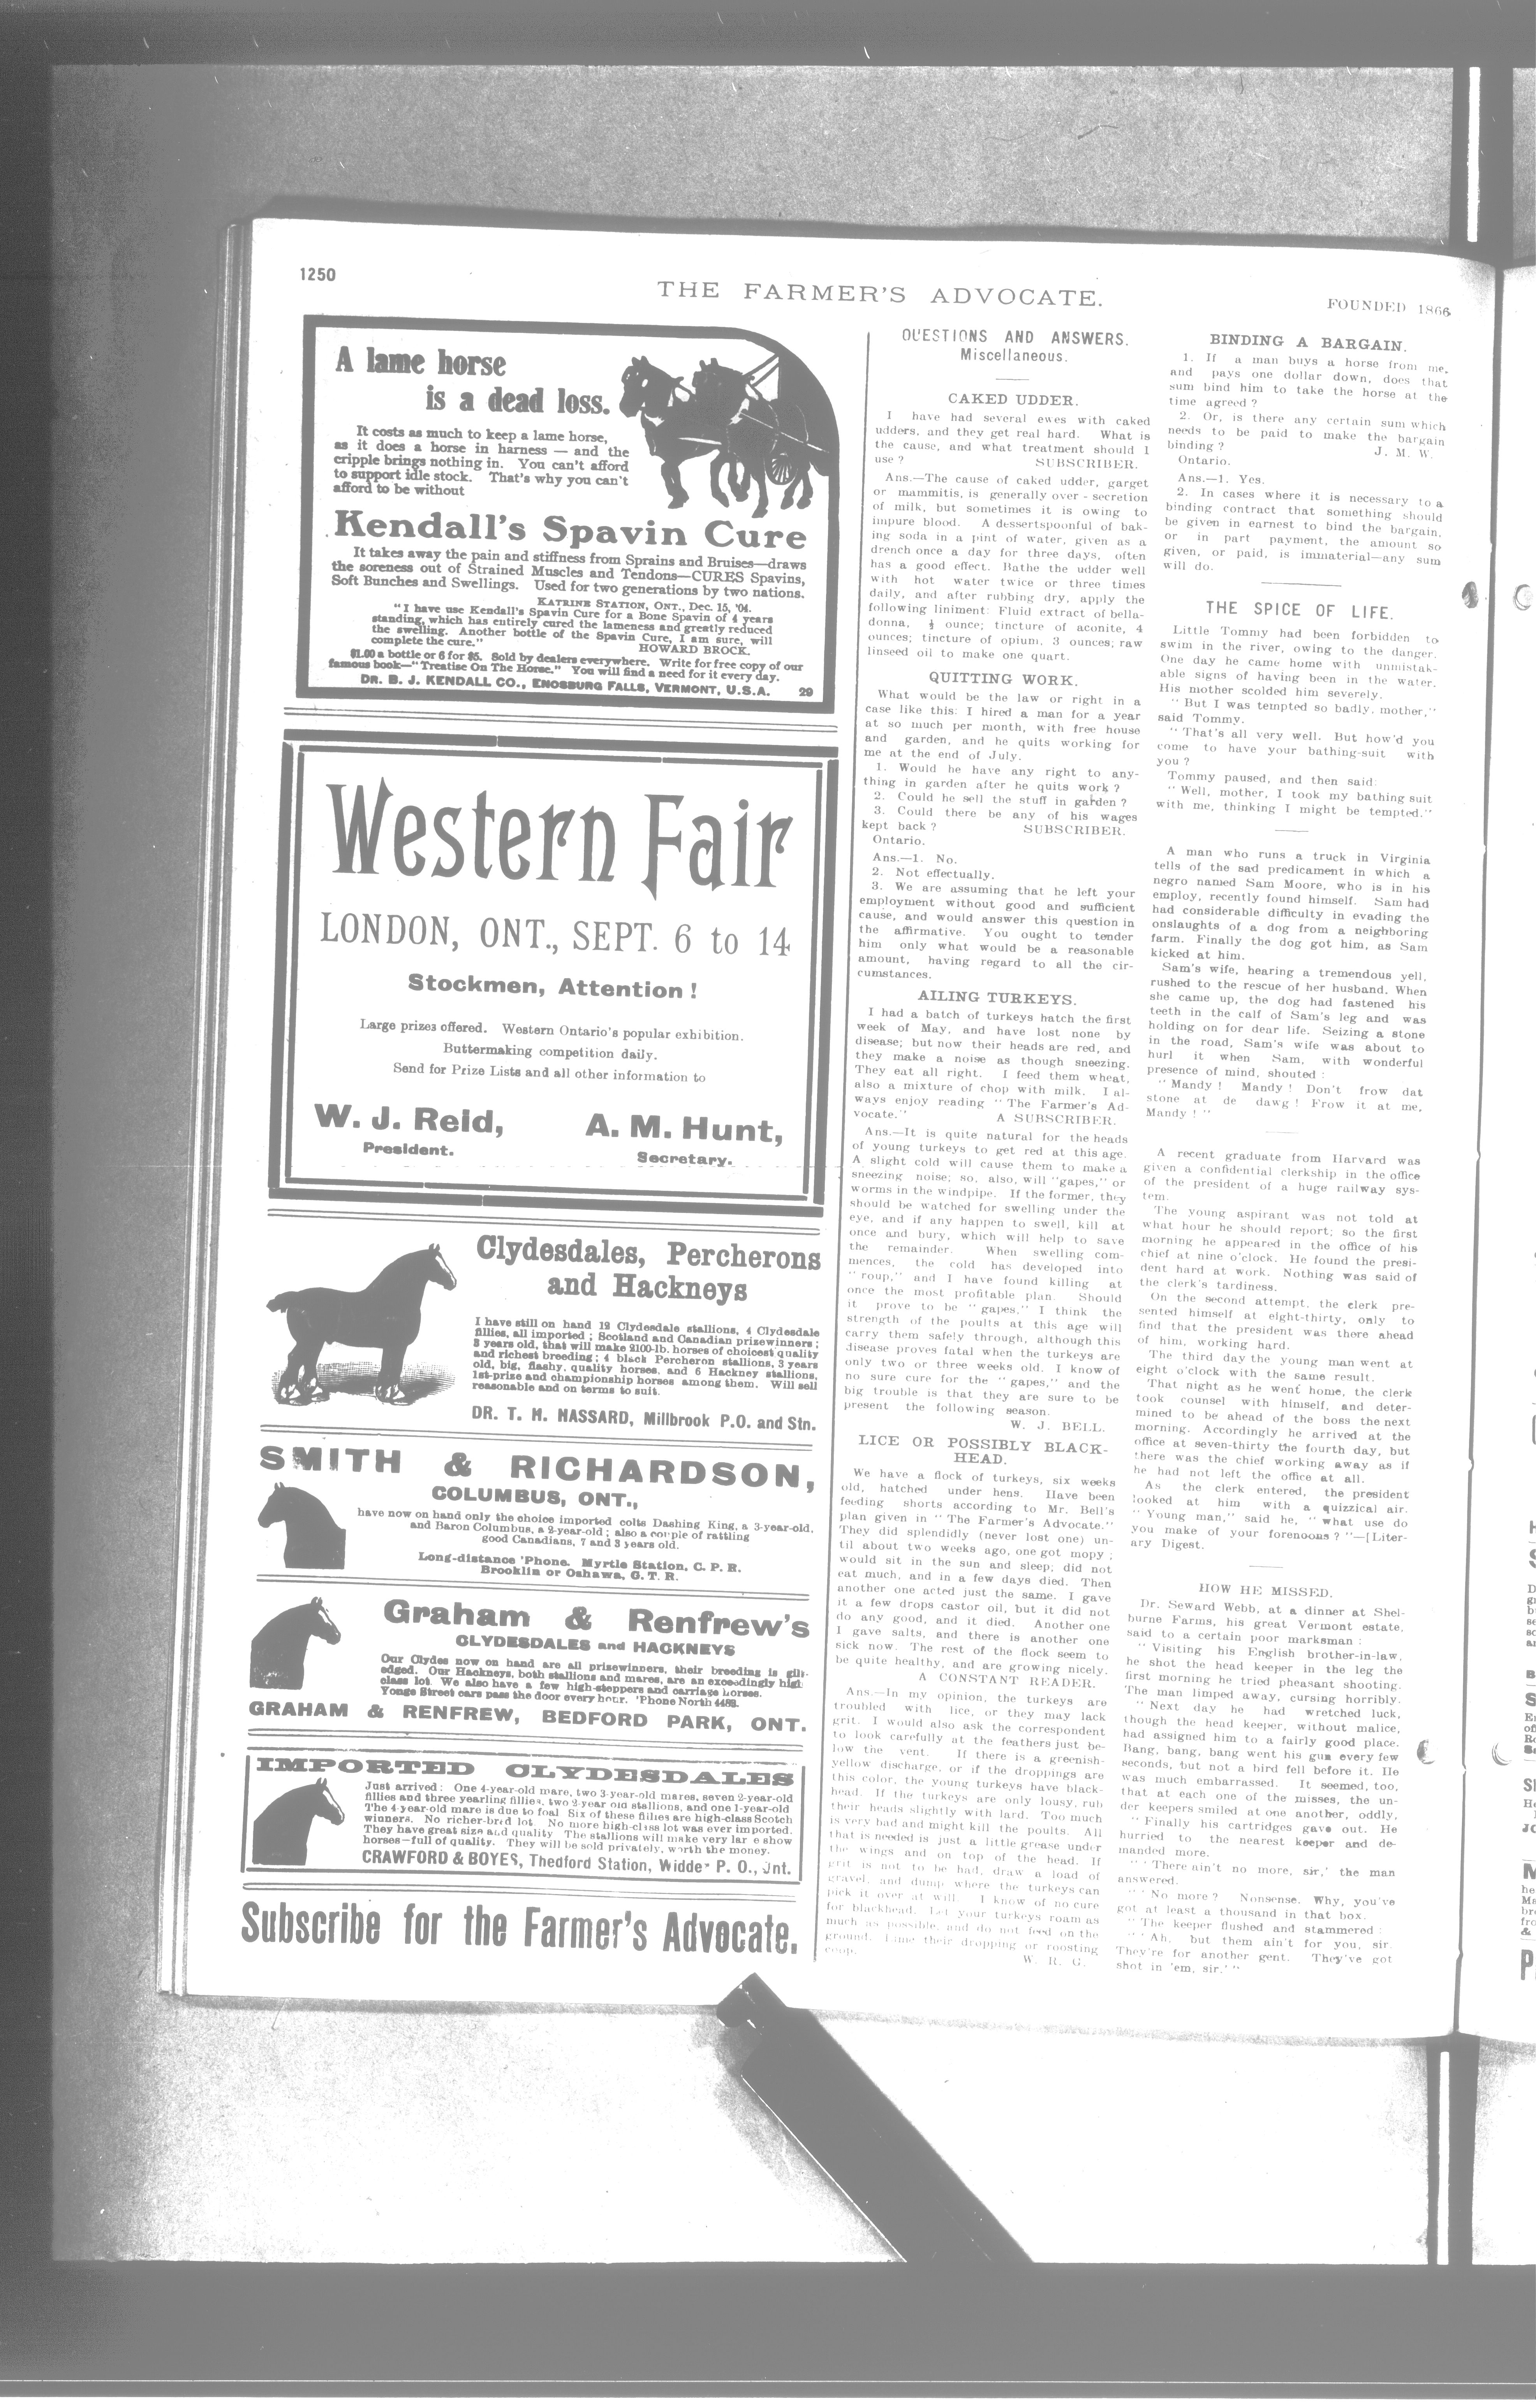 1250
THE FARMER'S ADVOCATE.
FOUNDED 1866
A lame horse
is a dead loss.
It costs as much to keep a lame horse,
as it does a horse in harness — and the
cripple brings nothing in. You can't afford
to support idle stock. That's why you can't
afford to be without
Kendall's Spavin Cure
It takes away the pain and stiffness from Sprains and Bruises—draws
the soreness out of Strained Muscles and Tendons—CURES Spavins,
Soft Bunches and Swellings. Used for two generations by two nations.
KATRINE STATION, ONT., Dec. 15, '04.
"I have use Kendall's Spavin Cure for a Bone Spavin of 4 years
standing, which has entirely cured the lameness and greatly reduced
the swelling. Another bottle of the Spavin Cure, I am sure, will
complete the cure."
HOWARD BROCK.
$1.00 a bottle or 6 for $5. Sold by dealers everywhere. Write for free copy of our
famous book—"Treatise On The Horse." You will find a need for it every day.
DR. B. J. KENDALL CO., ENOSBURG FALLS, VERMONT, U.S.A. 29
Western Fair
LONDON, ONT., SEPT. 6 to 14
Stockmen, Attention !
Large prizes offered. Western Ontario's popular exhibition.
Buttermaking competition daily.
Send for Prize Lists and all other information to
W. J. Reid, A. M. Hunt,
President. Secretary.
Clydesdales, Percherons
and Hackneys
I have still on hand 12 Clydesdale stallions, 4 Clydesdale
fillies, all imported ; Scotland and Canadian prizewinners ;
3 years old, that will make 2100-lb. horses of choicest quality
and richest breeding ; 4 black Percheron stallions, 3 years
old, big, flashy, quality horses, and 6 Hackney stallions,
1st-prize and championship horses among them. Will sell
reasonable and on terms to suit.
DR. T. H. HASSARD, Millbrook P.O. and Stn.
SMITH & RICHARDSON,
COLUMBUS, ONT.,
have now on hand only the choice imported colts Dashing King, a 3-year-old,
and Baron Columbus, a 2-year-old ; also a couple of rattling
good Canadians, 7 and 3 years old.
Long-distance 'Phone. Myrtle Station, C. P. R.
Brooklin or Oshawa, G. T. R.
Graham & Renfrew's
CLYDESDALES and HACKNEYS
Our Clydes now on hand are all prisewinners, their breeding is gilt-
edged. Our Hackneys, both stallions and mares, are an exceedingly high
class lot. We also have a few high-steppers and carriage horses.
Yonge Street cars pass the door every hour. 'Phone North 4483.
GRAHAM & RENFREW, BEDFORD PARK, ONT.
IMPORTED CLYDESDALES
Just arrived: One 4-year-old mare, two 3-year-old mares, seven 2-year-old
fillies and three yearling fillies, two 2-year old stallions, and one 1-year-old
The 4-year-old mare is due to foal Six of these fillies are high-class Scotch
winners. No richer-bred lot. No more high-class lot was ever imported.
They have great size and quality The stallions will make very lar e show
horses—full of quality. They will be sold privately, worth the money.
CRAWFORD & BOYES, Thedford Station, Widder P. O., Ont.
Subscribe for the Farmer's Advocate.
QUESTIONS AND ANSWERS.
Miscellaneous.
CAKED UDDER.
I have had several ewes with caked
udders, and they get real hard. What is
the cause, and what treatment should I
use ? SUBSCRIBER.
Ans.—The cause of caked udder, garget
or mammitis, is generally over-secretion
of milk, but sometimes it is owing to
impure blood. A dessertspoonful of bak-
ing soda in a pint of water, given as a
drench once a day for three days, often
has a good effect. Bathe the udder well
with hot water twice or three times
daily, and after rubbing dry, apply the
following liniment: Fluid extract of bella-
donna, ½ ounce; tincture of aconite, 4
ounces; tincture of opium, 3 ounces; raw
linseed oil to make one quart.
QUITTING WORK.
What would be the law or right in a
case like this: I hired a man for a year
at so much per month, with free house
and garden, and he quits working for
me at the end of July.
1. Would he have any right to any-
thing in garden after he quits work ?
2. Could he sell the stuff in garden ?
3. Could there be any of his wages
kept back ? SUBSCRIBER.
Ontario.
Ans.—1. No.
2. Not effectually.
3. We are assuming that he left your
employment without good and sufficient
cause, and would answer this question in
the affirmative. You ought to tender
him only what would be a reasonable
amount, having regard to all the cir-
cumstances.
AILING TURKEYS.
I had a batch of turkeys hatch the first
week of May, and have lost none by
disease; but now their heads are red, and
they make a noise as though sneezing.
They eat all right. I feed them wheat,
also a mixture of chop with milk. I al-
ways enjoy reading "The Farmer's Ad-
vocate." A SUBSCRIBER.
Ans.—It is quite natural for the heads
of young turkeys to get red at this age.
A slight cold will cause them to make a
sneezing noise; so, also, will "gapes," or
worms in the windpipe. If the former, they
should be watched for swelling under the
eye, and if any happen to swell, kill at
once and bury, which will help to save
the remainder. When swelling com-
mences, the cold has developed into
"roup," and I have found killing at
once the most profitable plan. Should
it prove to be "gapes," I think the
strength of the poults at this age will
carry them safely through, although this
disease proves fatal when the turkeys are
only two or three weeks old. I know of
no sure cure for the "gapes," and the
big trouble is that they are sure to be
present the following season.
W. J. BELL.
LICE OR POSSIBLY BLACK-
HEAD.
We have a flock of turkeys, six weeks
old, hatched under hens. Have been
feeding shorts according to Mr. Bell's
plan given in "The Farmer's Advocate."
They did splendidly (never lost one) un-
til about two weeks ago, one got mopy ;
would sit in the sun and sleep; did not
eat much, and in a few days died. Then
another one acted just the same. I gave
it a few drops castor oil, but it did not
do any good, and it died. Another one
I gave salts, and there is another one
sick now. The rest of the flock seem to
be quite healthy, and are growing nicely.
A CONSTANT READER.
Ans.—In my opinion, the turkeys are
troubled with lice, or they may lack
grit. I would also ask the correspondent
to look carefully at the feathers just be-
low the vent. If there is a greenish-
yellow discharge, or if the droppings are
this color, the young turkeys have black-
head. If the turkeys are only lousy, rub
their heads slightly with lard. Too much
is very bad and might kill the poults. All
that is needed is just a little grease under
the wings and on top of the head. If
grit is not to be had, draw a load of
gravel, and dump where the turkeys can
pick it over at will. I know of no cure
for blackhead. Let your turkeys roam as
much as possible, and do not feed on the
ground. Lime their dropping or roosting
coop.
W. R. G.
BINDING A BARGAIN.
1. If a man buys a horse from me,
and pays one dollar down, does that
sum bind him to take the horse at the
time agreed ?
2. Or, is there any certain sum which
needs to be paid to make the bargain
binding ? J. M. W.
Ontario.
Ans.—1. Yes.
2. In cases where it is necessary to a
binding contract that something should
be given in earnest to bind the bargain,
or in part payment, the amount so
given, or paid, is immaterial—any sum
will do.
THE SPICE OF LIFE.
Little Tommy had been forbidden to
swim in the river, owing to the danger.
One day he came home with unmistak-
able signs of having been in the water.
His mother scolded him severely.
"But I was tempted so badly, mother,"
said Tommy.
"That's all very well. But how'd you
come to have your bathing-suit with
you ?
Tommy paused, and then said:
"Well, mother, I took my bathing suit
with me, thinking I might be tempted."
A man who runs a truck in Virginia
tells of the sad predicament in which a
negro named Sam Moore, who is in his
employ, recently found himself. Sam had
had considerable difficulty in evading the
onslaughts of a dog from a neighboring
farm. Finally the dog got him, as Sam
kicked at him.
Sam's wife, hearing a tremendous yell,
rushed to the rescue of her husband. When
she came up, the dog had fastened his
teeth in the calf of Sam's leg and was
holding on for dear life. Seizing a stone
in the road, Sam's wife was about to
hurl it when Sam, with wonderful
presence of mind, shouted :
"Mandy ! Mandy ! Don't frow dat
stone at de dawg ! Frow it at me,
Mandy ! "
A recent graduate from Harvard was
given a confidential clerkship in the office
of the president of a huge railway sys-
tem.
The young aspirant was not told at
what hour he should report; so the first
morning he appeared in the office of his
chief at nine o'clock. He found the presi-
dent hard at work. Nothing was said of
the clerk's tardiness.
On the second attempt, the clerk pre-
sented himself at eight-thirty, only to
find that the president was there ahead
of him, working hard.
The third day the young man went at
eight o'clock with the same result.
That night as he went home, the clerk
took counsel with himself, and deter-
mined to be ahead of the boss the next
morning. Accordingly he arrived at the
office at seven-thirty the fourth day, but
there was the chief working away as if
he had not left the office at all.
As the clerk entered, the president
looked at him with a quizzical air.
"Young man," said he, "what use do
you make of your forenoons ? "—[Liter-
ary Digest.
HOW HE MISSED.
Dr. Seward Webb, at a dinner at Shel-
burne Farms, his great Vermont estate,
said to a certain poor marksman :
"Visiting his English brother-in-law,
he shot the head keeper in the leg the
first morning he tried pheasant shooting.
The man limped away, cursing horribly.
"Next day he had wretched luck,
though the head keeper, without malice,
had assigned him to a fairly good place.
Bang, bang, bang went his gun every few
seconds, but not a bird fell before it. He
was much embarrassed. It seemed, too,
that at each one of the misses, the un-
der keepers smiled at one another, oddly,
"Finally his cartridges gave out. He
hurried to the nearest keeper and de-
manded more.
"'There ain't no more, sir,' the man
answered.
"'No more ? Nonsense. Why, you've
got at least a thousand in that box.
"The keeper flushed and stammered :
"'Ah, but them ain't for you, sir.
They're for another gent. They've got
shot in 'em, sir.'"